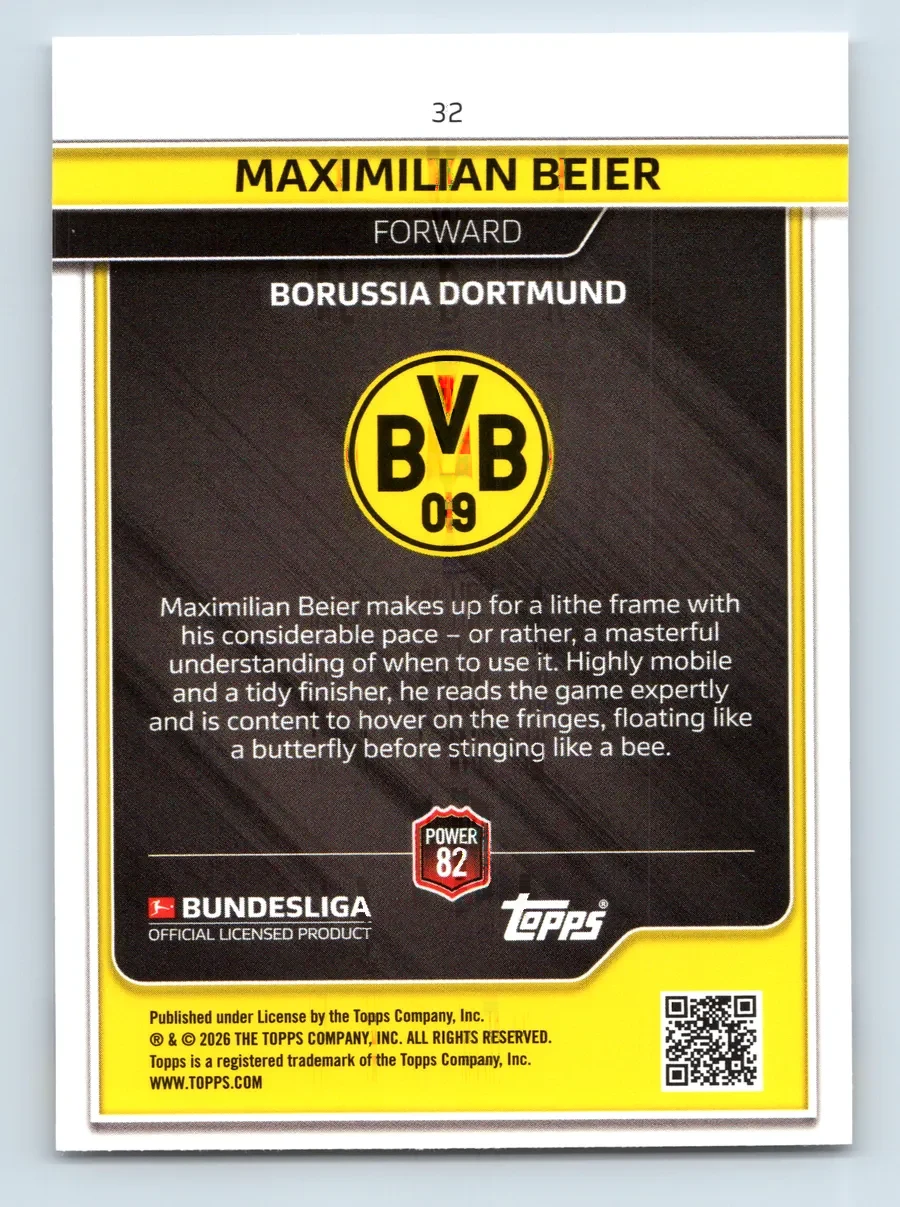 32
MAXIMILIAN BEIER
FORWARD
BORUSSIA DORTMUND
BVB
09
Maximilian Beier makes up for a lithe frame with
his considerable pace – or rather, a masterful
understanding of when to use it. Highly mobile
and a tidy finisher, he reads the game expertly
and is content to hover on the fringes, floating like
a butterfly before stinging like a bee.
POWER
82
BUNDESLIGA
OFFICIAL LICENSED PRODUCT
topps®
Published under License by the Topps Company, Inc.
® & © 2026 THE TOPPS COMPANY, INC. ALL RIGHTS RESERVED.
Topps is a registered trademark of the Topps Company, Inc.
WWW.TOPPS.COM